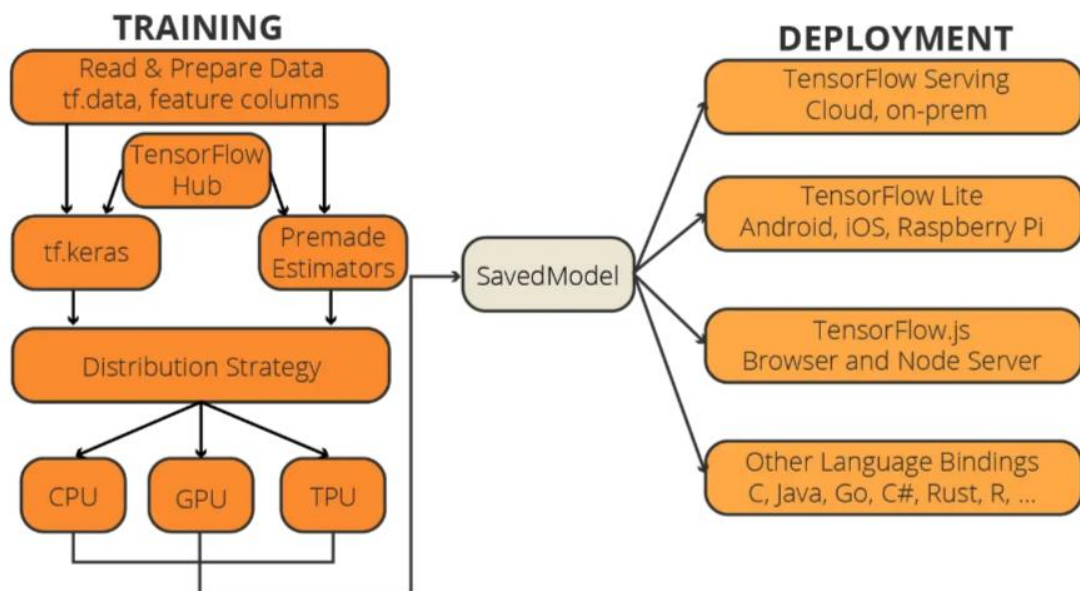 TRAINING
Read & Prepare Data
tf.data, feature columns
TensorFlow
Hub
tf.keras
Premade
Estimators
Distribution Strategy
CPU
GPU
TPU
SavedModel
DEPLOYMENT
TensorFlow Serving
Cloud, on-prem
TensorFlow Lite
Android, iOS, Raspberry Pi
TensorFlow.js
Browser and Node Server
Other Language Bindings
C, Java, Go, C#, Rust, R, ...